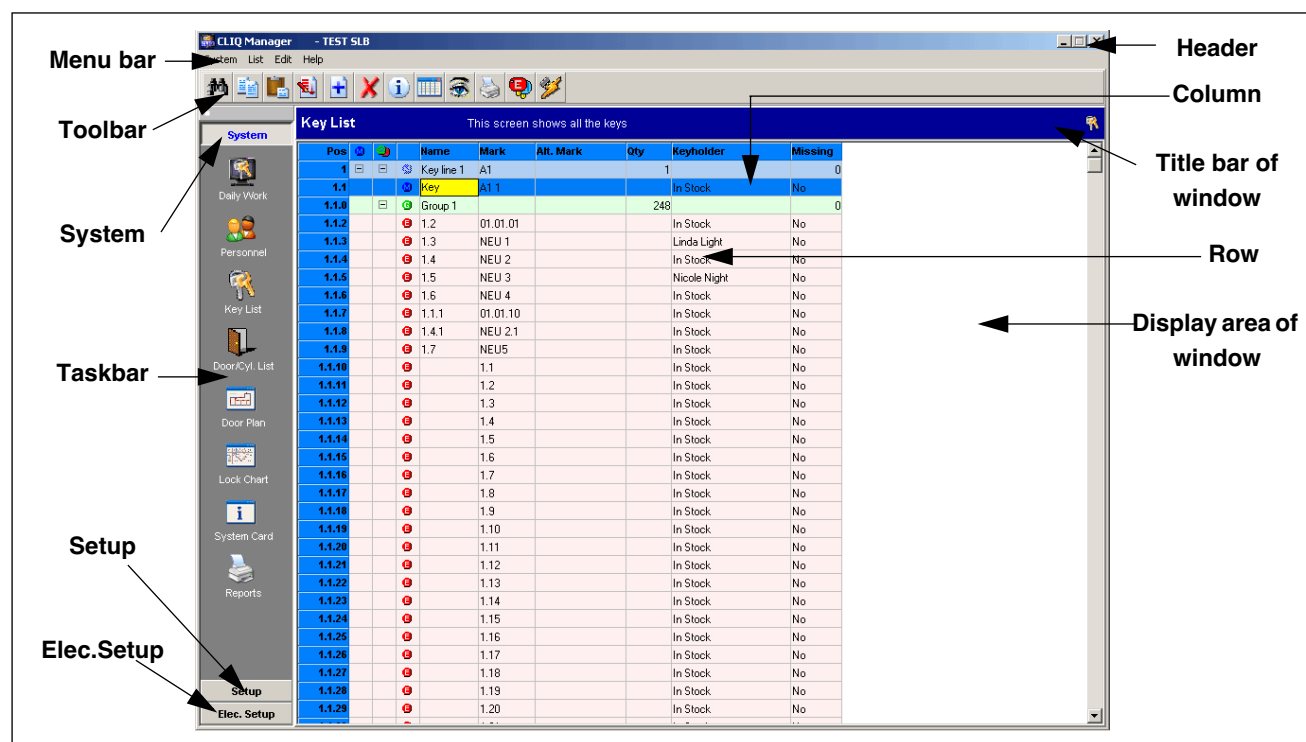 CLIQ Manager - TEST SLB
Menu bar
System List Edit Help
Header
Column
Toolbar
System
Key List This screen shows all the keys
Title bar of
window
Pos Name Mark Alt. Mark Qty Keyholder Missing
1 Key line 1 A1 1 0
1.1 Key A1 1 In Stock No
1.1.0 Group 1 248 0
1.1.2 1.2 01.01.01 In Stock No
1.1.3 1.3 NEU 1 Linda Light No
1.1.4 1.4 NEU 2 In Stock No
1.1.5 1.5 NEU 3 Nicole Night No
1.1.6 1.6 NEU 4 In Stock No
1.1.7 1.1.1 01.01.10 In Stock No
1.1.8 1.4.1 NEU 2.1 In Stock No
1.1.9 1.7 NEU5 In Stock No
1.1.10 1.1 In Stock No
1.1.11 1.2 In Stock No
1.1.12 1.3 In Stock No
1.1.13 1.4 In Stock No
1.1.14 1.5 In Stock No
1.1.15 1.6 In Stock No
1.1.16 1.7 In Stock No
1.1.17 1.8 In Stock No
1.1.18 1.9 In Stock No
1.1.19 1.10 In Stock No
1.1.20 1.11 In Stock No
1.1.21 1.12 In Stock No
1.1.22 1.13 In Stock No
1.1.23 1.14 In Stock No
1.1.24 1.15 In Stock No
1.1.25 1.16 In Stock No
1.1.26 1.17 In Stock No
1.1.27 1.18 In Stock No
1.1.28 1.19 In Stock No
1.1.29 1.20 In Stock No
Daily Work
Personnel
Key List
Door/Cyl. List
Door Plan
Lock Chart
System Card
Reports
Setup
Elec. Setup
System
Taskbar
Setup
Elec.Setup
Row
Display area of
window